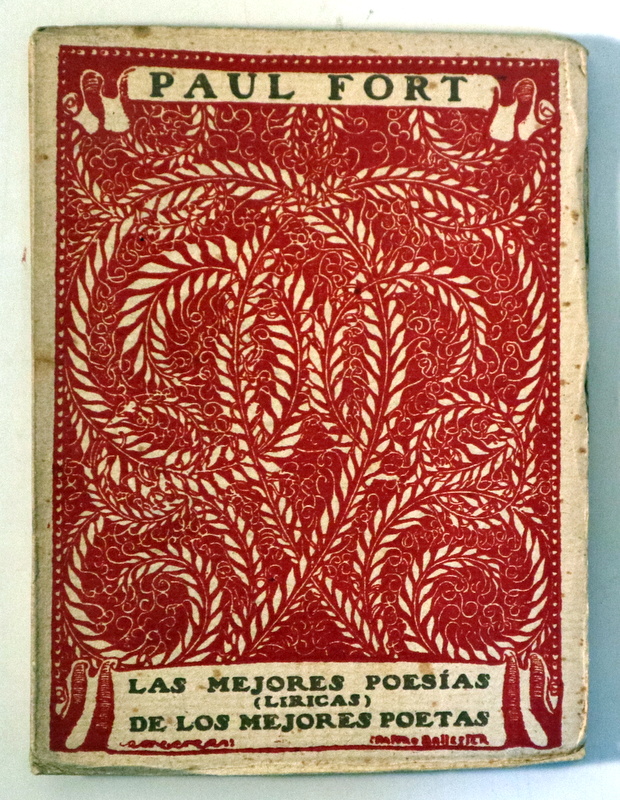 PAUL FORT
LAS MEJORES POESÍAS
(LIRICAS)
DE LOS MEJORES POETAS